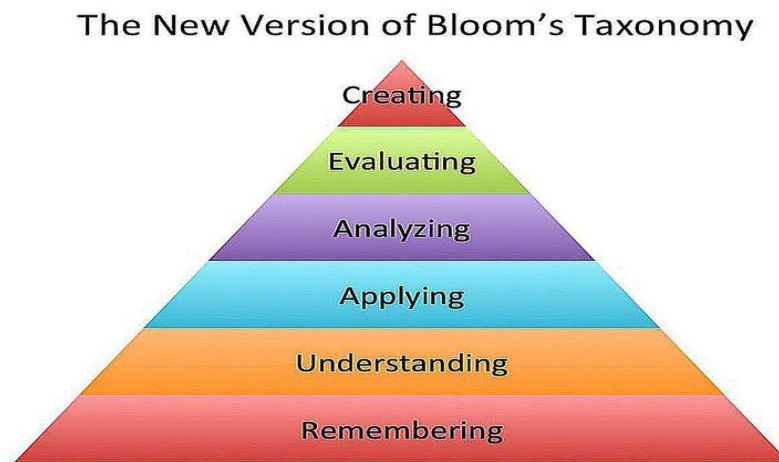 The New Version of Bloom’s Taxonomy
Creating
Evaluating
Analyzing
Applying
Understanding
Remembering